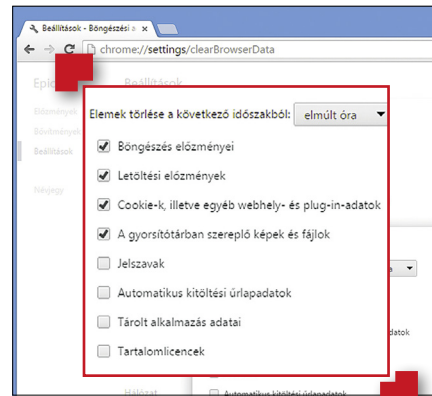 Beállítások - Böngészési a
chrome://settings/clearBrowserData
Epic
Beállítások
Előzmények
Bővítmények
Beállítások
Névjegy
Elemek törlése a következő időszakból: elmúlt óra
Böngészés előzményei
Letöltési előzmények
Cookie-k, illetve egyéb webhely- és plug-in-adatok
A gyorsítótárban szereplő képek és fájlok
Jelszavak
Automatikus kitöltési űrlapadatok
Tárolt alkalmazás adatai
Tartalomlicencek
a
datok
Hálózat
Automatikus kitöltési űrlapadatok